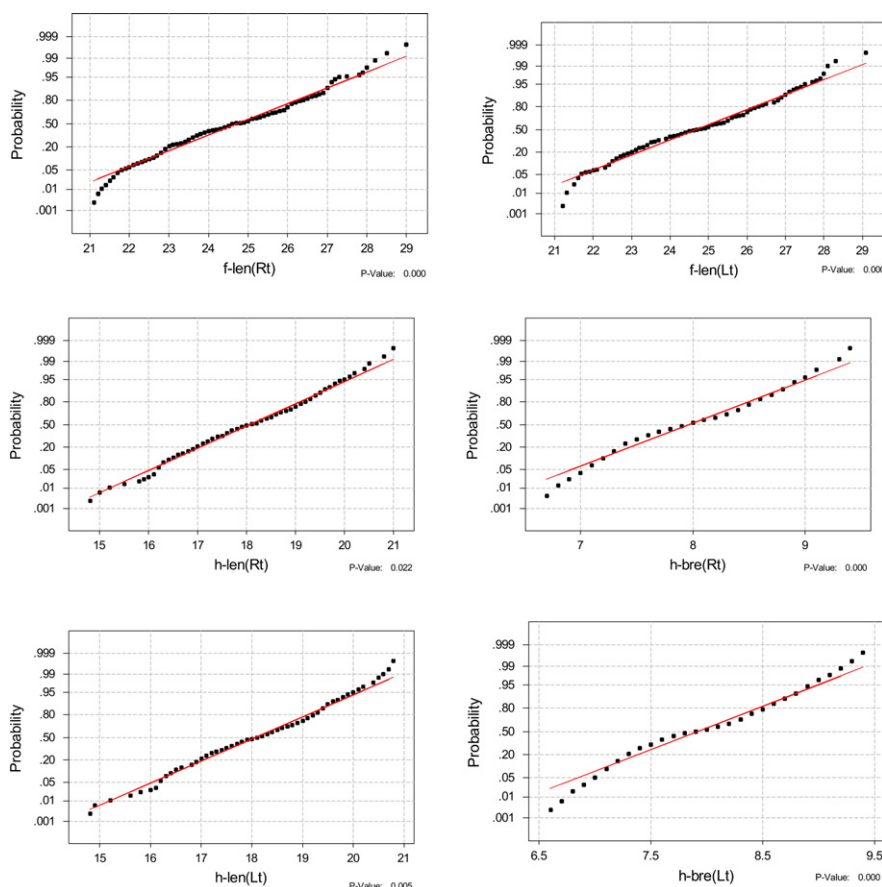 .999
.99
.95
.80
.50
.20
.05
.01
.001
Probability
21 22 23 24 25 26 27 28 29
f-len(Rt)
P-Value: 0.000
.999
.99
.95
.80
.50
.20
.05
.01
.001
Probability
21 22 23 24 25 26 27 28 29
f-len(Lt)
P-Value: 0.000
.999
.99
.95
.80
.50
.20
.05
.01
.001
Probability
15 16 17 18 19 20 21
h-len(Rt)
P-Value: 0.022
.999
.99
.95
.80
.50
.20
.05
.01
.001
Probability
7 8 9
h-bre(Rt)
P-Value: 0.000
.999
.99
.95
.80
.50
.20
.05
.01
.001
Probability
15 16 17 18 19 20 21
h-len(Lt)
P-Value: 0.005
.999
.99
.95
.80
.50
.20
.05
.01
.001
Probability
6.5 7.5 8.5 9.5
h-bre(Lt)
P-Value: 0.000